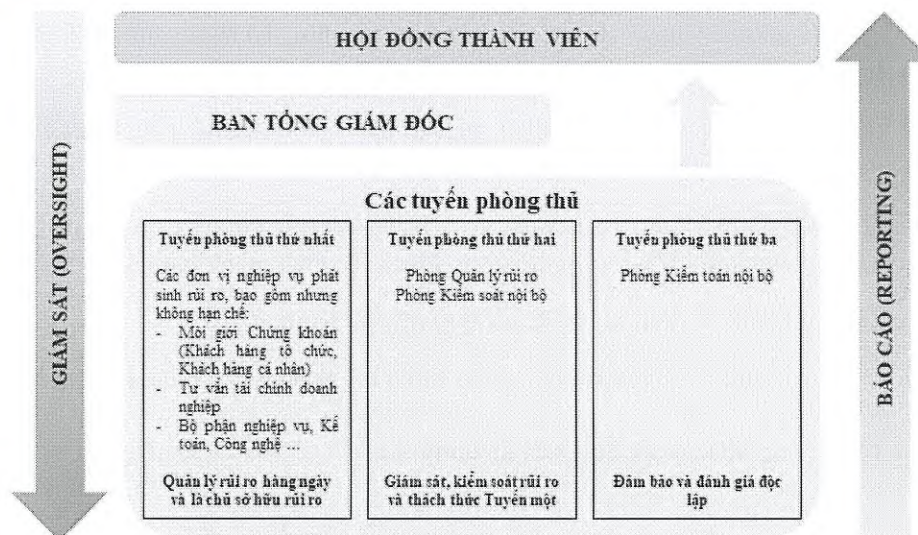 HỘI ĐỒNG THÀNH VIÊN
BAN TỔNG GIÁM ĐỐC
GIÁM SÁT (OVERSIGHT)
Các tuyến phòng thủ
Tuyến phòng thủ thứ nhất
Các đơn vị nghiệp vụ phát
sinh rủi ro, bao gồm nhưng
không hạn chế:
- Môi giới Chứng khoán
(Khách hàng tổ chức,
Khách hàng cá nhân)
- Tư vấn tài chính doanh
nghiệp
- Bộ phận nghiệp vụ, Kế
toán, Công nghệ ...
Quản lý rủi ro hàng ngày
và là chủ sở hữu rủi ro
Tuyến phòng thủ thứ hai
Phòng Quản lý rủi ro
Phòng Kiểm soát nội bộ
Giám sát, kiểm soát rủi ro
và thách thức Tuyến một
Tuyến phòng thủ thứ ba
Phòng Kiểm toán nội bộ
Đảm bảo và đánh giá độc
lập
BÁO CÁO (REPORTING)